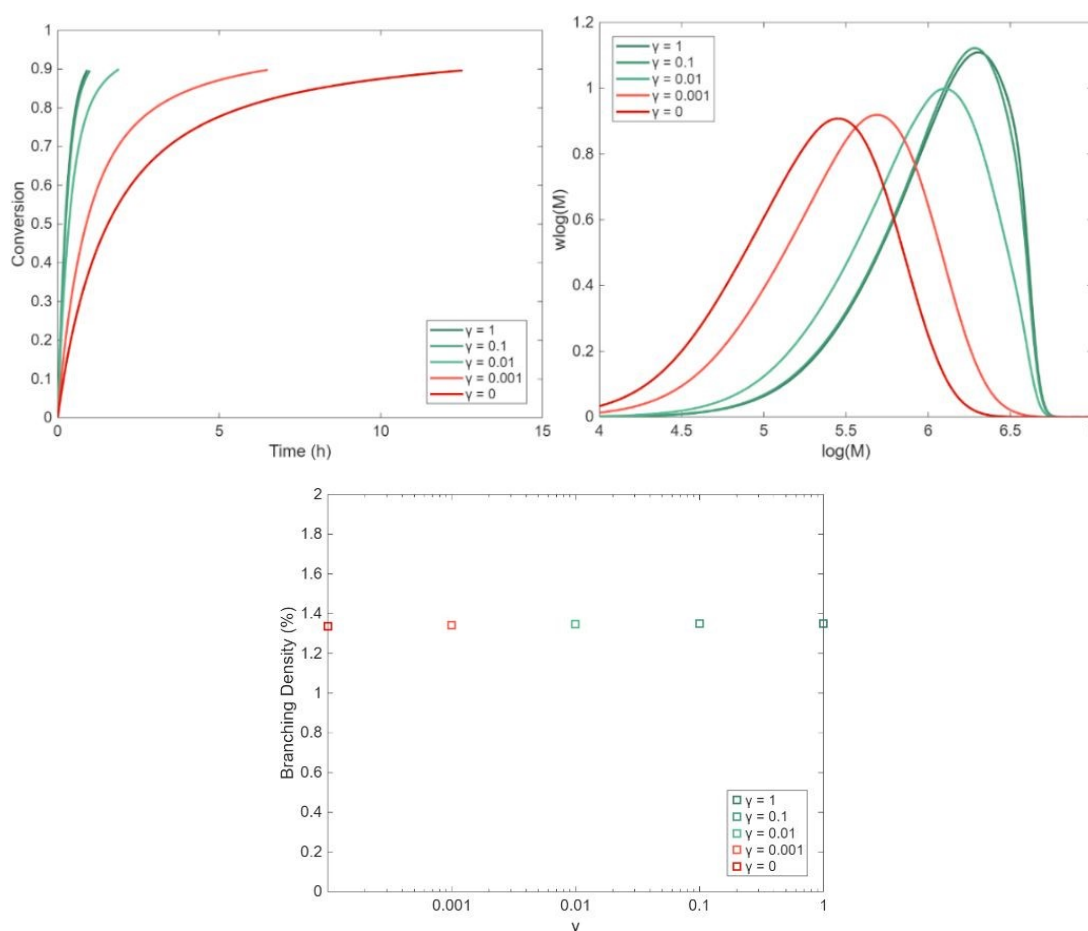 1
0.9
0.8
0.7
0.6
0.5
0.4
0.3
0.2
0.1
0
Conversion
γ = 1
γ = 0.1
γ = 0.01
γ = 0.001
γ = 0
0 5 10 15
Time (h)
1.2
1
0.8
0.6
0.4
0.2
0
wlog(M)
γ = 1
γ = 0.1
γ = 0.01
γ = 0.001
γ = 0
4 4.5 5 5.5 6 6.5
log(M)
2
1.8
1.6
1.4
1.2
1
0.8
0.6
0.4
0.2
0
Branching Density (%)
γ = 1
γ = 0.1
γ = 0.01
γ = 0.001
γ = 0
0.001 0.01 0.1 1
γ